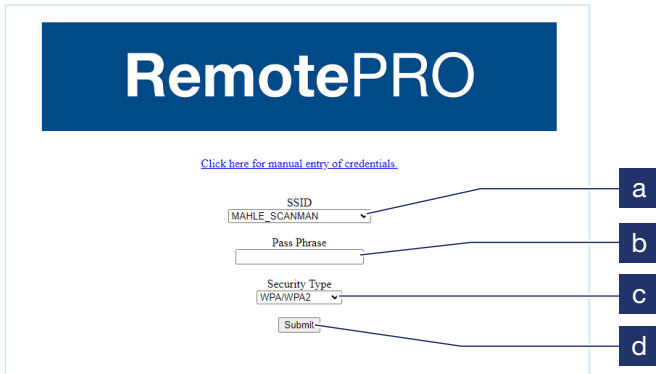 RemotePRO
Click here for manual entry of credentials.
SSID
MAHLE_SCANMAN
a
Pass Phrase
b
Security Type
WPA/WPA2
c
Submit
d